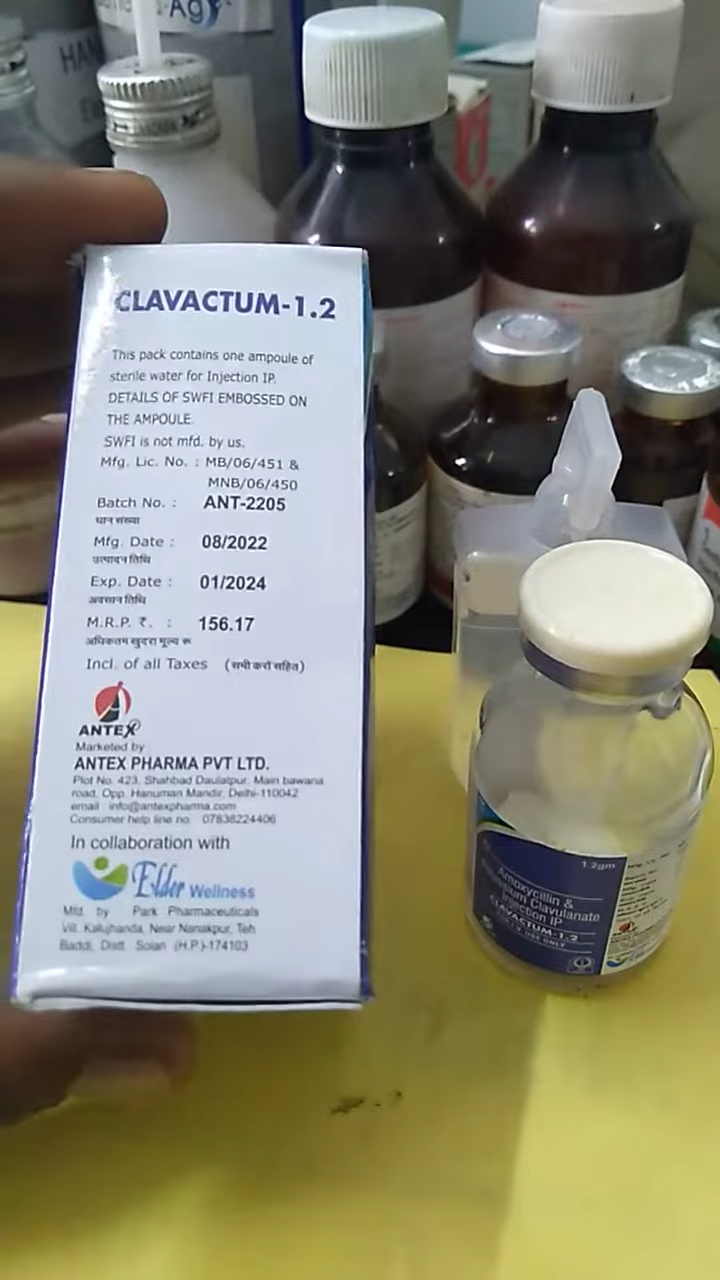 CLAVACTUM-1.2
This pack contains one ampoule of
sterile water for Injection IP.
DETAILS OF SWFI EMBOSSED ON
THE AMPOULE.
SWFI is not mfd. by us.
Mfg. Lic. No. : MB/06/451 &
MNB/06/450
Batch No. : ANT-2205
घान संख्या
Mfg. Date : 08/2022
उत्पादन तिथि
Exp. Date : 01/2024
अवसान तिथि
M.R.P. ₹. : 156.17
अधिकतम खुदरा मूल्य रू
Incl. of all Taxes (सभी करों सहित)
ANTEX
Marketed by
ANTEX PHARMA PVT LTD.
Plot No. 423, Shahbad Daulatpur, Main bawana
road, Opp. Hanuman Mandir, Delhi-110042
email : info@antexpharma.com
Consumer help line no. 07838224406
In collaboration with
Elder Wellness
Mfd. by Park Pharmaceuticals
Vill. Kalujhanda, Near Nanakpur, Teh
Baddi, Distt. Solan (H.P.)-174103
1.2gm
Amoxycillin &
Potassium Clavulanate
Injection IP
CLAVACTUM-1.2
USE ONLY